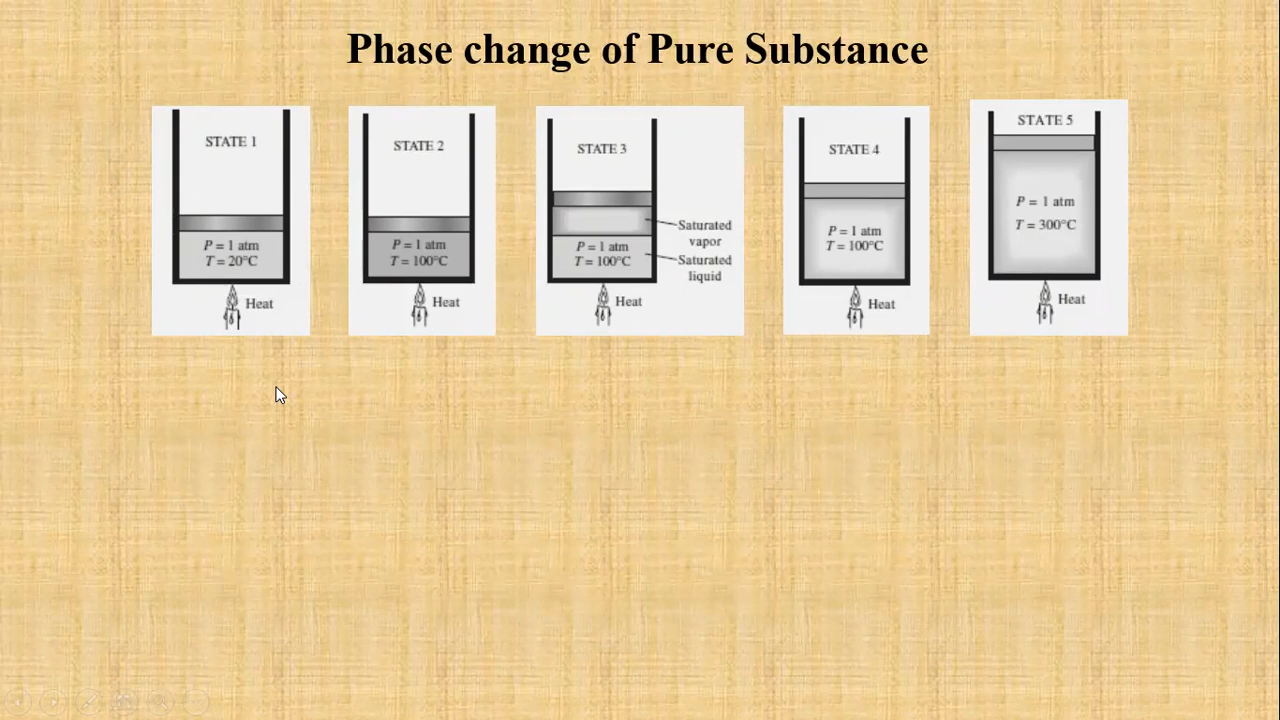 Phase change of Pure Substance
STATE 1
P = 1 atm
T = 20°C
Heat
STATE 2
P = 1 atm
T = 100°C
Heat
STATE 3
P = 1 atm
T = 100°C
Saturated
vapor
Saturated
liquid
Heat
STATE 4
P = 1 atm
T = 100°C
Heat
STATE 5
P = 1 atm
T = 300°C
Heat